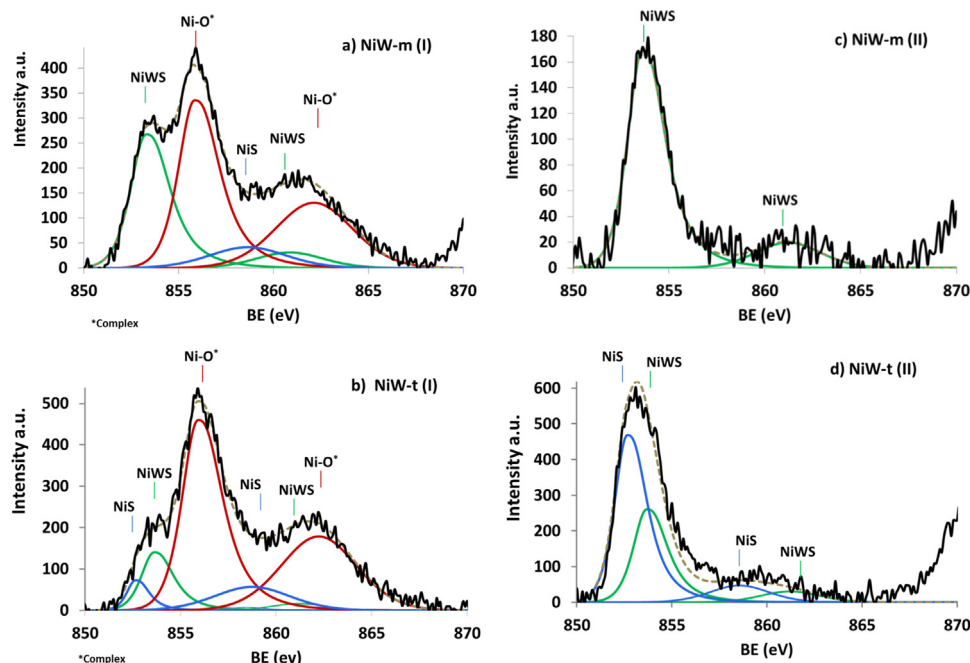 a) NiW-m (I)
Ni-O*
NiWS
NiS
NiWS
Ni-O*
Intensity a.u.
400
350
300
250
200
150
100
50
0
850
855
860
865
870
BE (eV)
*Complex
c) NiW-m (II)
NiWS
NiWS
Intensity a.u.
180
160
140
120
100
80
60
40
20
0
850
855
860
865
870
BE (eV)
b) NiW-t (I)
Ni-O*
NiWS
NiS
NiS
NiWS
Ni-O*
Intensity a.u.
500
400
300
200
100
0
850
855
860
865
870
BE (ev)
*Complex
d) NiW-t (II)
NiS
NiWS
NiS
NiWS
Intensity a.u.
600
500
400
300
200
100
0
850
855
860
865
870
BE (eV)